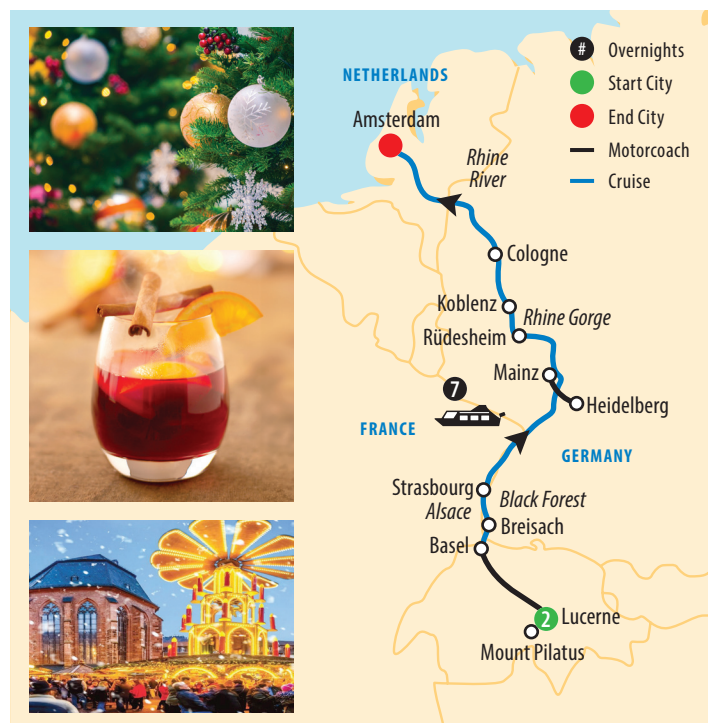 # Overnights
Start City
End City
Motorcoach
Cruise
NETHERLANDS
Amsterdam
Rhine
River
Cologne
Koblenz
Rhine Gorge
Rüdesheim
Mainz
7
Heidelberg
FRANCE
GERMANY
Strasbourg
Black Forest
Alsace
Breisach
Basel
2 Lucerne
Mount Pilatus